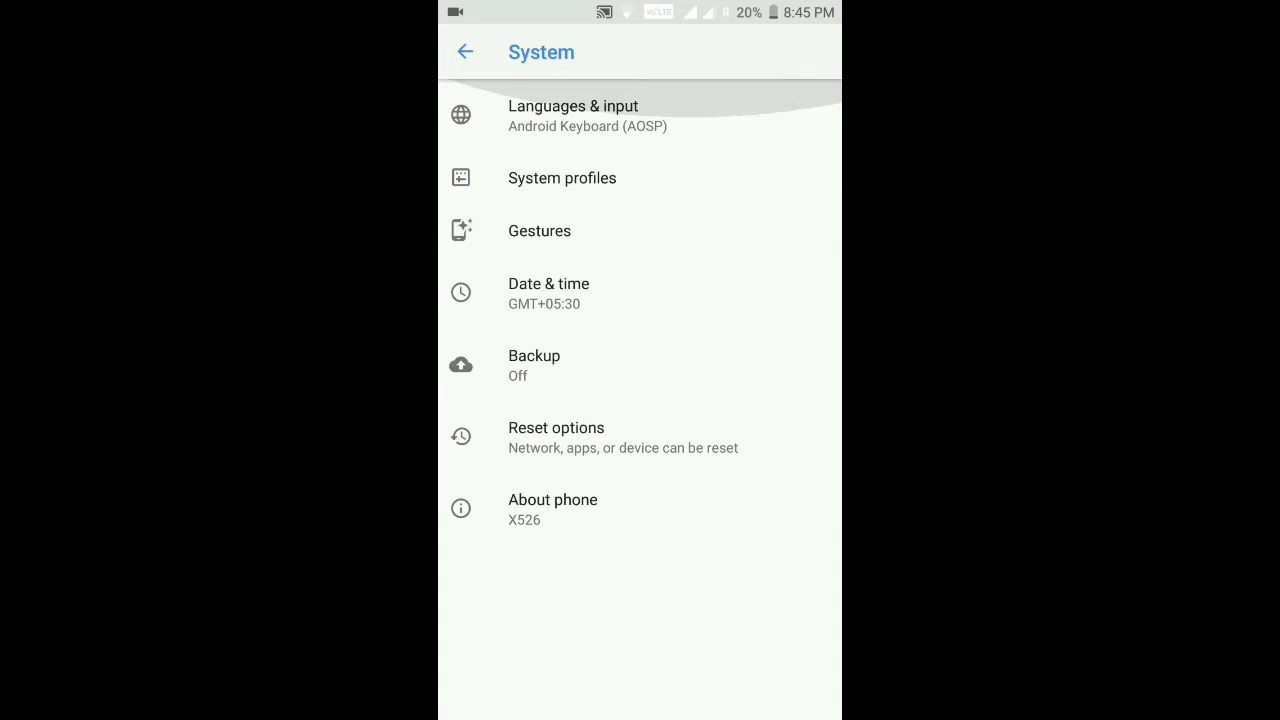 VoLTE R 20% 8:45 PM
System
Languages & input
Android Keyboard (AOSP)
System profiles
Gestures
Date & time
GMT+05:30
Backup
Off
Reset options
Network, apps, or device can be reset
About phone
X526